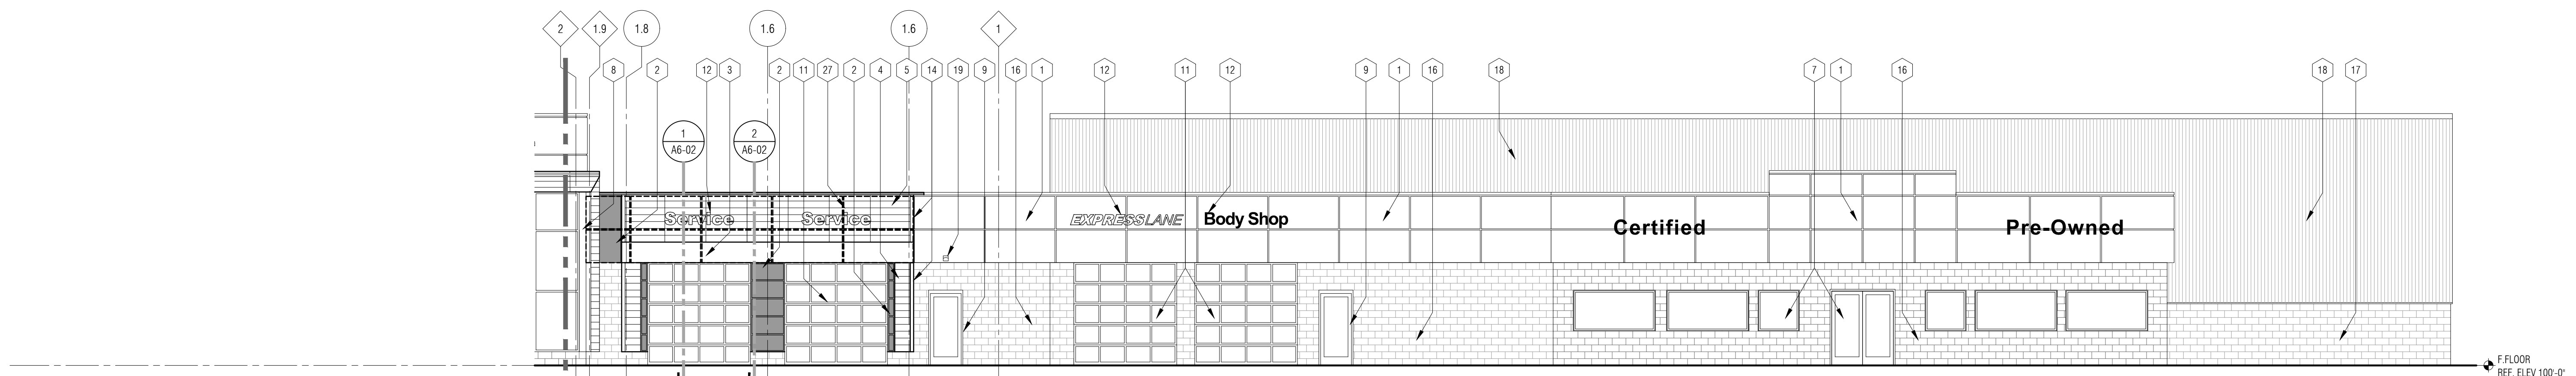 2 1.9 1.8 1.6 1.6 1
8 2 12 3 2 11 27 2 4 5 14 19 9 16 1 12 11 12 9 1 16 18 7 1 16 18 17
1 2
A6-02 A6-02
Service Service EXPRESSLANE Body Shop Certified Pre-Owned
F.FLOOR
REF. ELEV 100'-0"